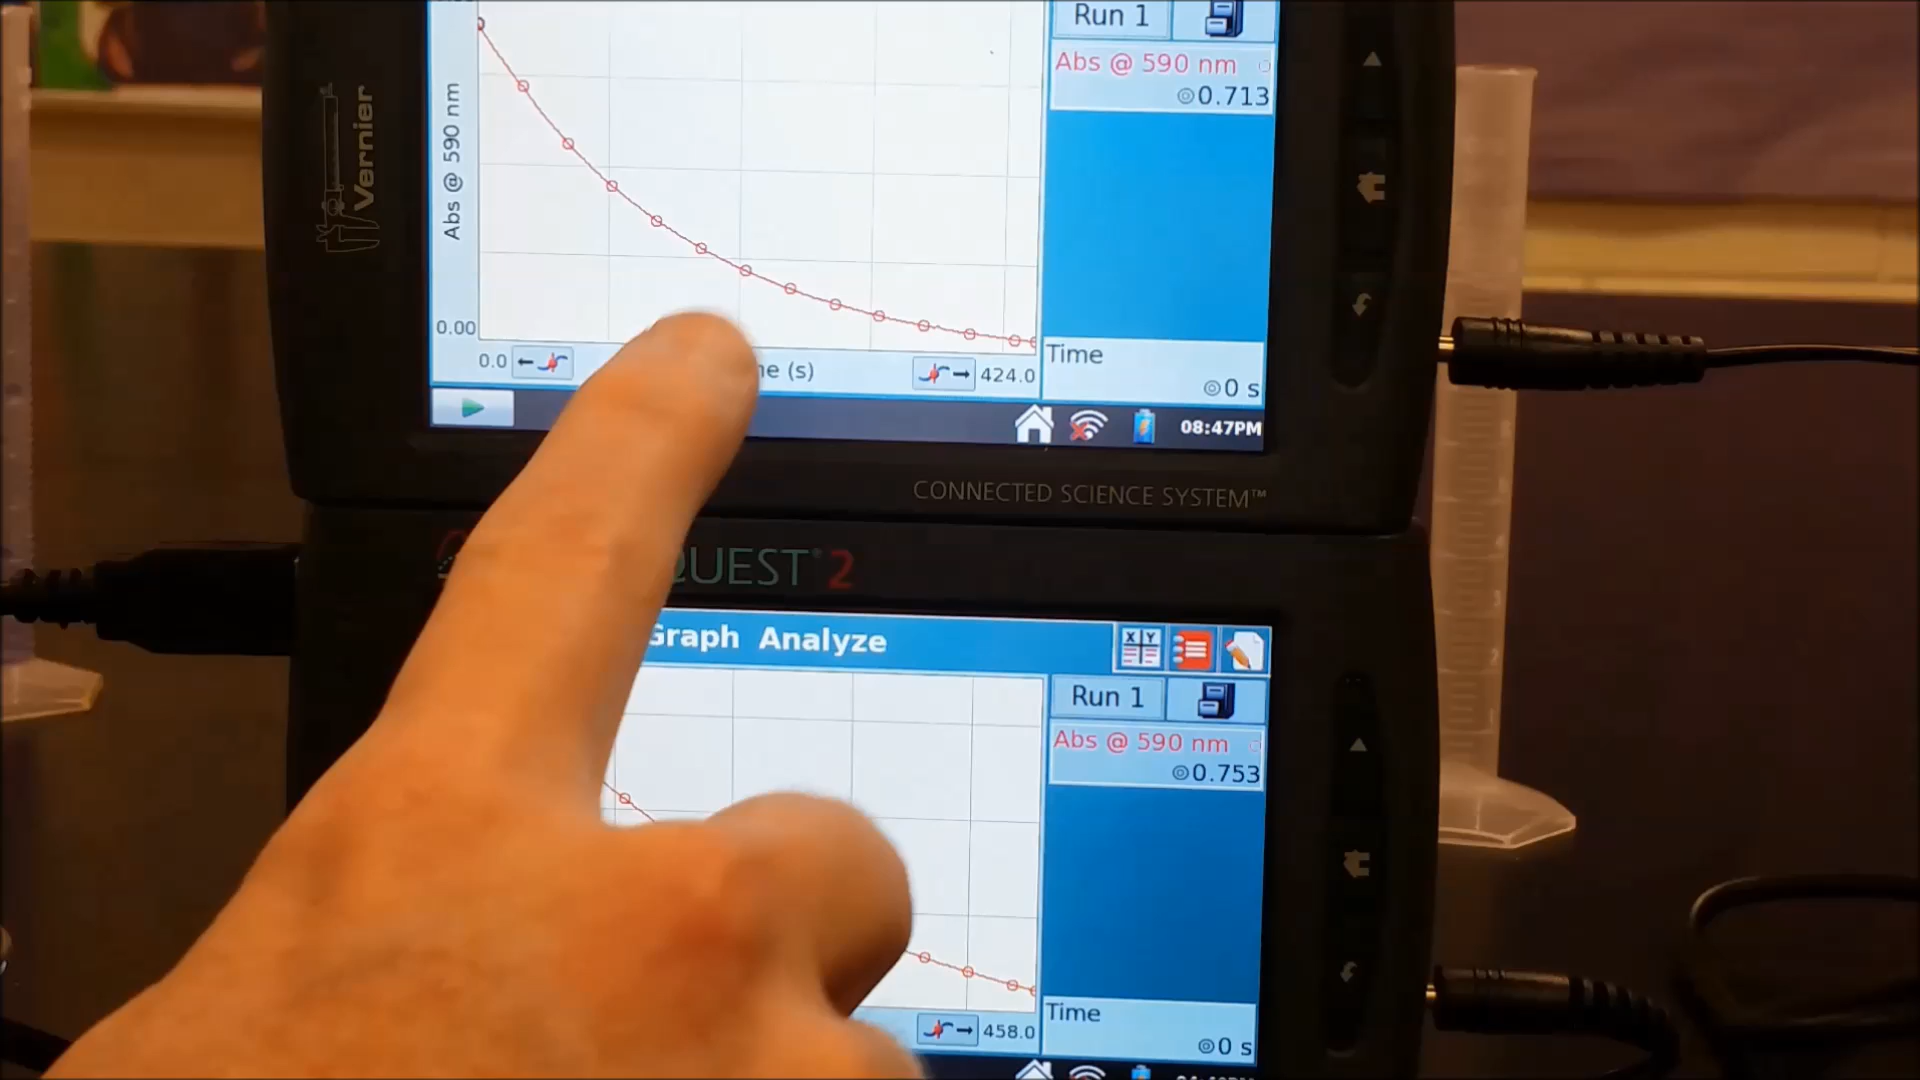 Run 1
Abs @ 590 nm
0.713
Abs @ 590 nm
Vernier
0.00
0.0
(s)
424.0
Time
0 s
08:47PM
CONNECTED SCIENCE SYSTEM™
QUEST 2
Graph Analyze
X Y
Run 1
Abs @ 590 nm
0.753
458.0
Time
0 s